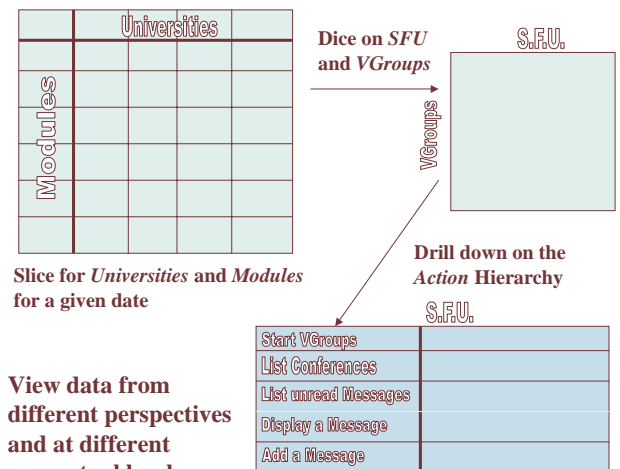 Universities
Modules
Dice on SFU
and VGroups
S.F.U.
VGroups
Slice for Universities and Modules
for a given date
Drill down on the
Action Hierarchy
S.F.U.
Start VGroups
List Conferences
List unread Messages
Display a Message
Add a Message
View data from
different perspectives
and at different